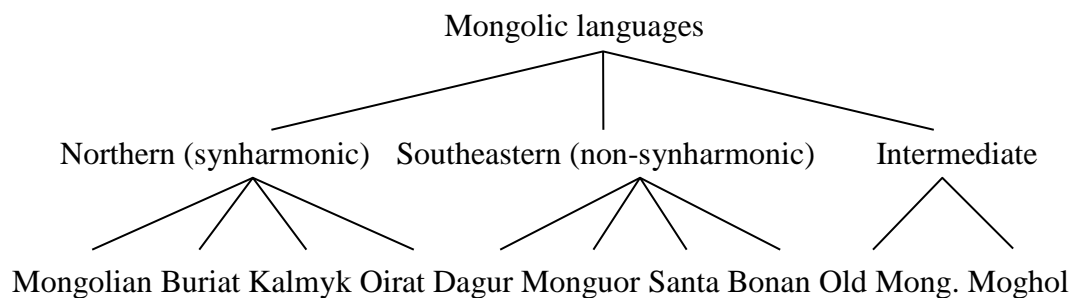 Mongolic languages
Northern (synharmonic) Southeastern (non-synharmonic) Intermediate
Mongolian Buriat Kalmyk Oirat Dagur Monguor Santa Bonan Old Mong. Moghol